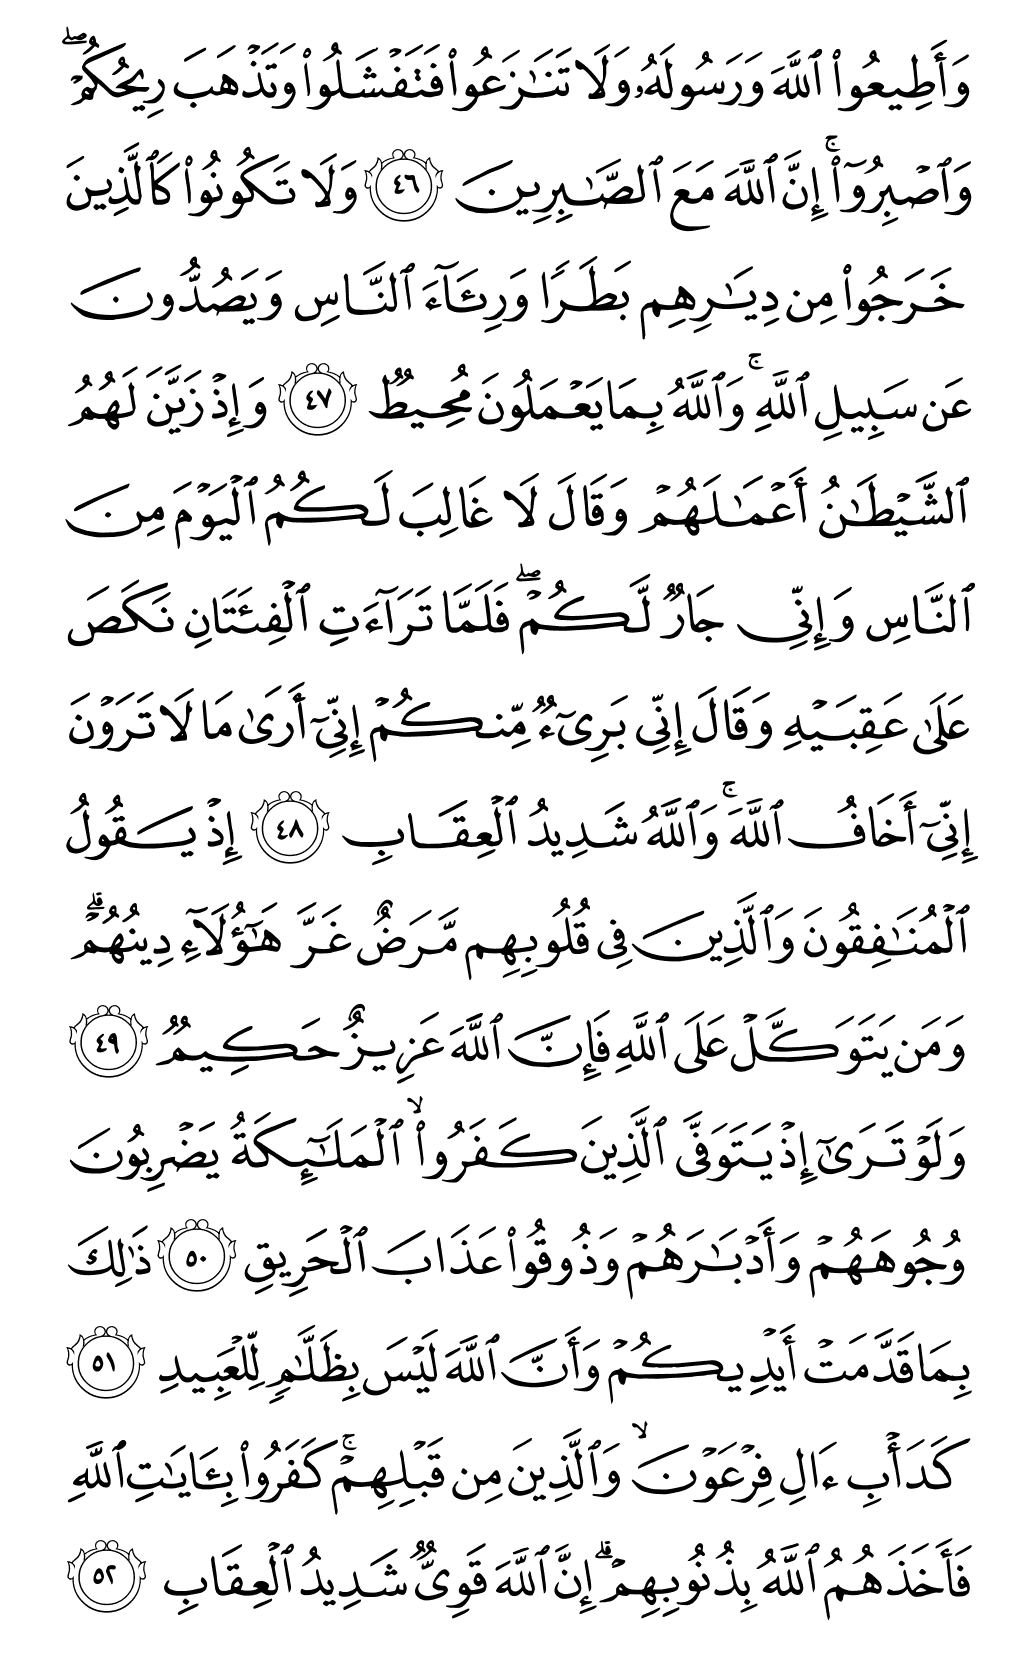 وَأَطِيعُوا۟ ٱللَّهَ وَرَسُولَهُۥ وَلَا تَنَـٰزَعُوا۟ فَتَفْشَلُوا۟ وَتَذْهَبَ رِيحُكُمْ ۖ
وَٱصْبِرُوٓا۟ ۚ إِنَّ ٱللَّهَ مَعَ ٱلصَّـٰبِرِينَ ٤٦ وَلَا تَكُونُوا۟ كَٱلَّذِينَ
خَرَجُوا۟ مِن دِيَـٰرِهِم بَطَرًا وَرِئَآءَ ٱلنَّاسِ وَيَصُدُّونَ
عَن سَبِيلِ ٱللَّهِ ۚ وَٱللَّهُ بِمَا يَعْمَلُونَ مُحِيطٌ ٤٧ وَإِذْ زَيَّنَ لَهُمُ
ٱلشَّيْطَـٰنُ أَعْمَـٰلَهُمْ وَقَالَ لَا غَالِبَ لَكُمُ ٱلْيَوْمَ مِنَ
ٱلنَّاسِ وَإِنِّى جَارٌ لَّكُمْ ۖ فَلَمَّا تَرَآءَتِ ٱلْفِئَتَانِ نَكَصَ
عَلَىٰ عَقِبَيْهِ وَقَالَ إِنِّى بَرِىٓءٌ مِّنكُمْ إِنِّىٓ أَرَىٰ مَا لَا تَرَوْنَ
إِنِّىٓ أَخَافُ ٱللَّهَ ۚ وَٱللَّهُ شَدِيدُ ٱلْعِقَابِ ٤٨ إِذْ يَقُولُ
ٱلْمُنَـٰفِقُونَ وَٱلَّذِينَ فِى قُلُوبِهِم مَّرَضٌ غَرَّ هَـٰٓؤُلَآءِ دِينُهُمْ ۗ
وَمَن يَتَوَكَّلْ عَلَى ٱللَّهِ فَإِنَّ ٱللَّهَ عَزِيزٌ حَكِيمٌ ٤٩
وَلَوْ تَرَىٰٓ إِذْ يَتَوَفَّى ٱلَّذِينَ كَفَرُوا۟ ۙ ٱلْمَلَـٰٓئِكَةُ يَضْرِبُونَ
وُجُوهَهُمْ وَأَدْبَـٰرَهُمْ وَذُوقُوا۟ عَذَابَ ٱلْحَرِيقِ ٥٠ ذَٰلِكَ
بِمَا قَدَّمَتْ أَيْدِيكُمْ وَأَنَّ ٱللَّهَ لَيْسَ بِظَلَّـٰمٍ لِّلْعَبِيدِ ٥١
كَدَأْبِ ءَالِ فِرْعَوْنَ ۙ وَٱلَّذِينَ مِن قَبْلِهِمْ ۚ كَفَرُوا۟ بِـَٔايَـٰتِ ٱللَّهِ
فَأَخَذَهُمُ ٱللَّهُ بِذُنُوبِهِمْ ۗ إِنَّ ٱللَّهَ قَوِىٌّ شَدِيدُ ٱلْعِقَابِ ٥٢